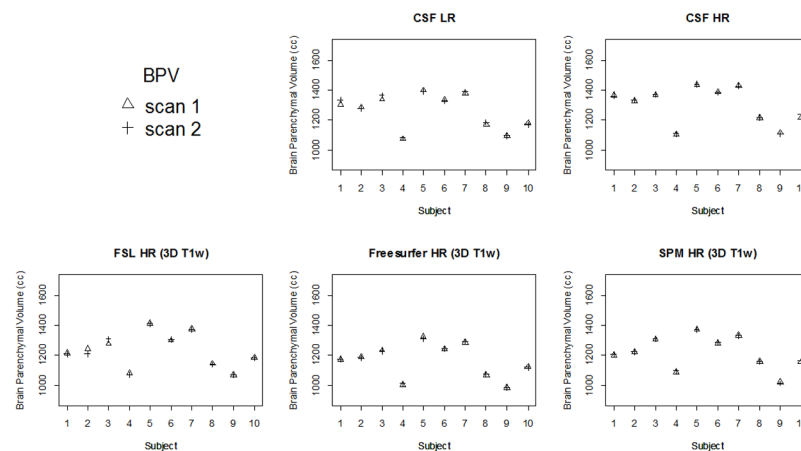 CSF LR
CSF HR
BPV
scan 1
scan 2
Brain Parenchymal Volume (cc)
1000 1200 1400 1600
1 2 3 4 5 6 7 8 9 10
Subject
Brain Parenchymal Volume (cc)
1000 1200 1400 1600
1 2 3 4 5 6 7 8 9 1
Subject
FSL HR (3D T1w)
Freesurfer HR (3D T1w)
SPM HR (3D T1w)
Brain Parenchymal Volume (cc)
1000 1200 1400 1600
1 2 3 4 5 6 7 8 9 10
Subject
Brain Parenchymal Volume (cc)
1000 1200 1400 1600
1 2 3 4 5 6 7 8 9 10
Subject
Brain Parenchymal Volume (cc)
1000 1200 1400 1600
1 2 3 4 5 6 7 8 9 1
Subject